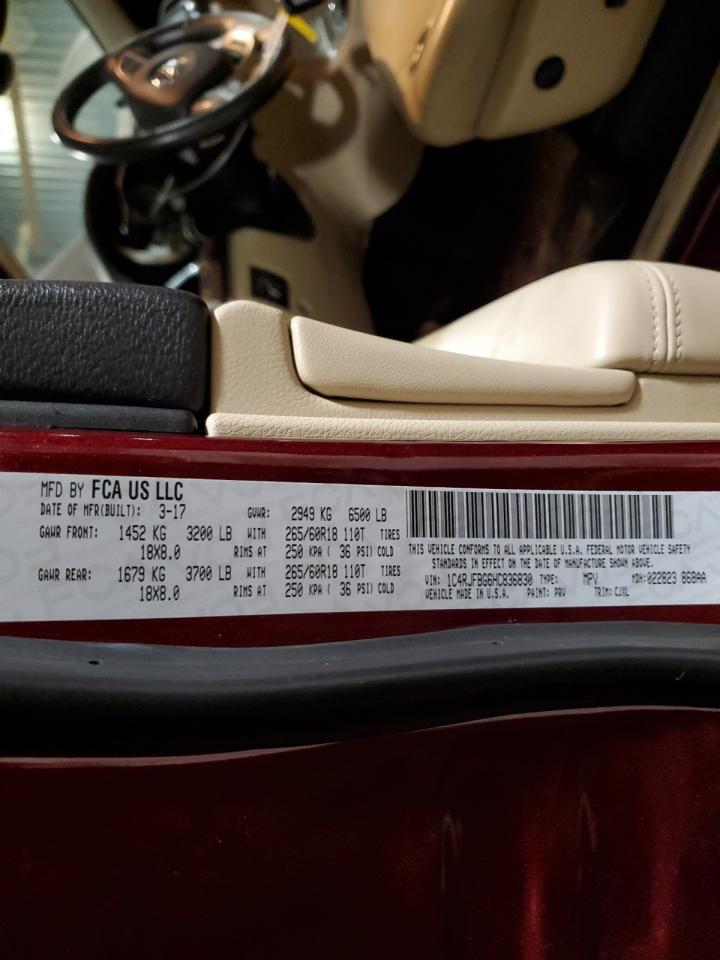 MFD BY FCA US LLC
DATE OF MFR(BUILT): 3-17 GVWR: 2949 KG 6500 LB
GAWR FRONT: 1452 KG 3200 LB WITH 265/60R18 110T TIRES
18X8.0 RIMS AT 250 KPA ( 36 PSI) COLD
GAWR REAR: 1679 KG 3700 LB WITH 265/60R18 110T TIRES
18X8.0 RIMS AT 250 KPA ( 36 PSI) COLD
THIS VEHICLE CONFORMS TO ALL APPLICABLE U.S.A. FEDERAL MOTOR VEHICLE SAFETY
STANDARDS IN EFFECT ON THE DATE OF MANUFACTURE SHOWN ABOVE.
VIN: 1C4RJFBG6HC836830 TYPE: MPV MDH: 022823 868AA
VEHICLE MADE IN U.S.A. PAINT: PRV TRIM: CJXL